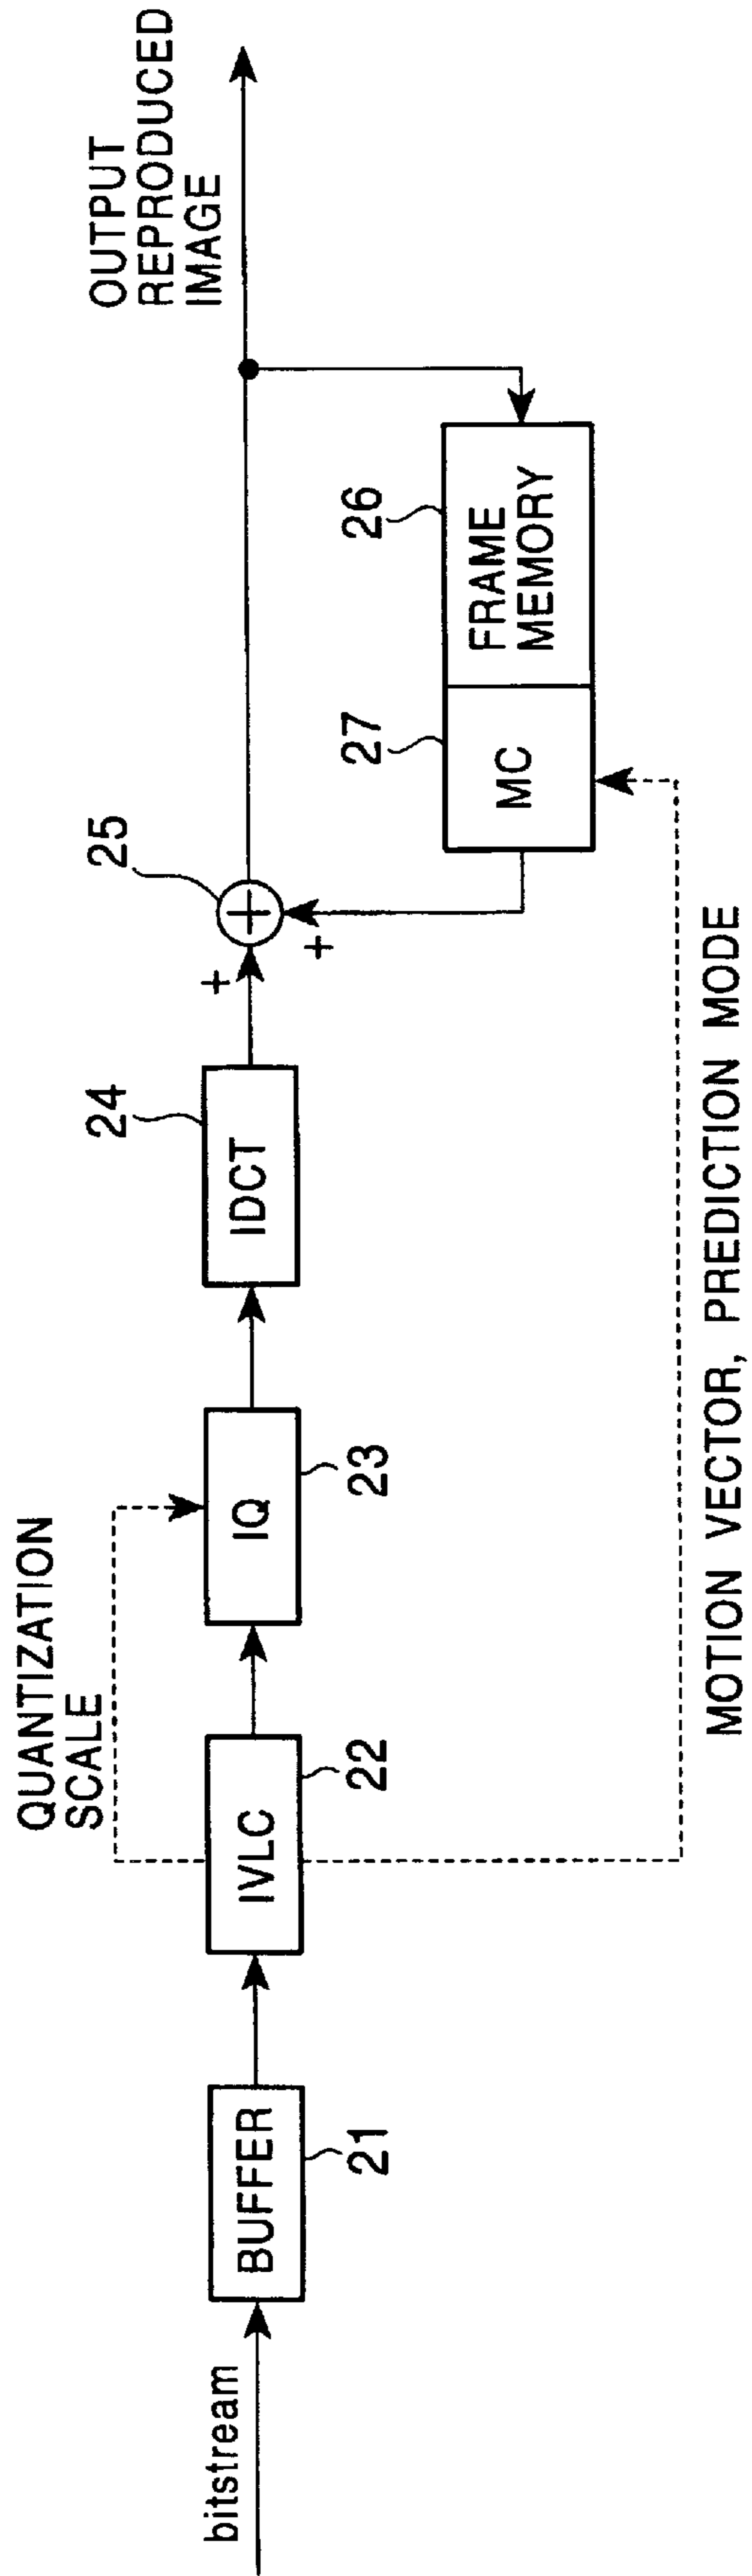 OUTPUT
REPRODUCED
IMAGE
QUANTIZATION
SCALE
25
24
+
+
+
bitstream
BUFFER
21
IVLC
22
IQ
23
IDCT
27
26
MC
FRAME
MEMORY
MOTION VECTOR, PREDICTION MODE